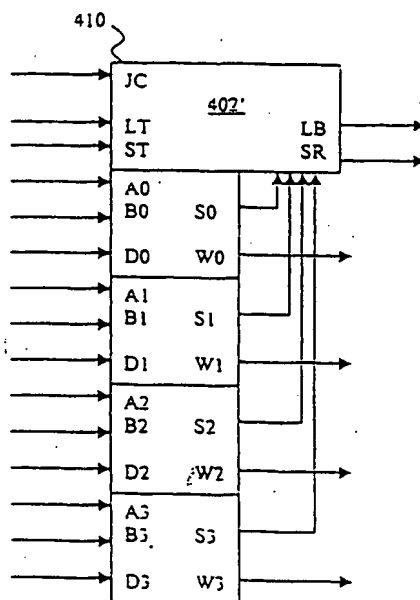 410
JC
402'
LT LB
ST SR
A0
B0 S0
D0 W0
A1
B1 S1
D1 W1
A2
B2 S2
D2 W2
A3
B3 S3
D3 W3